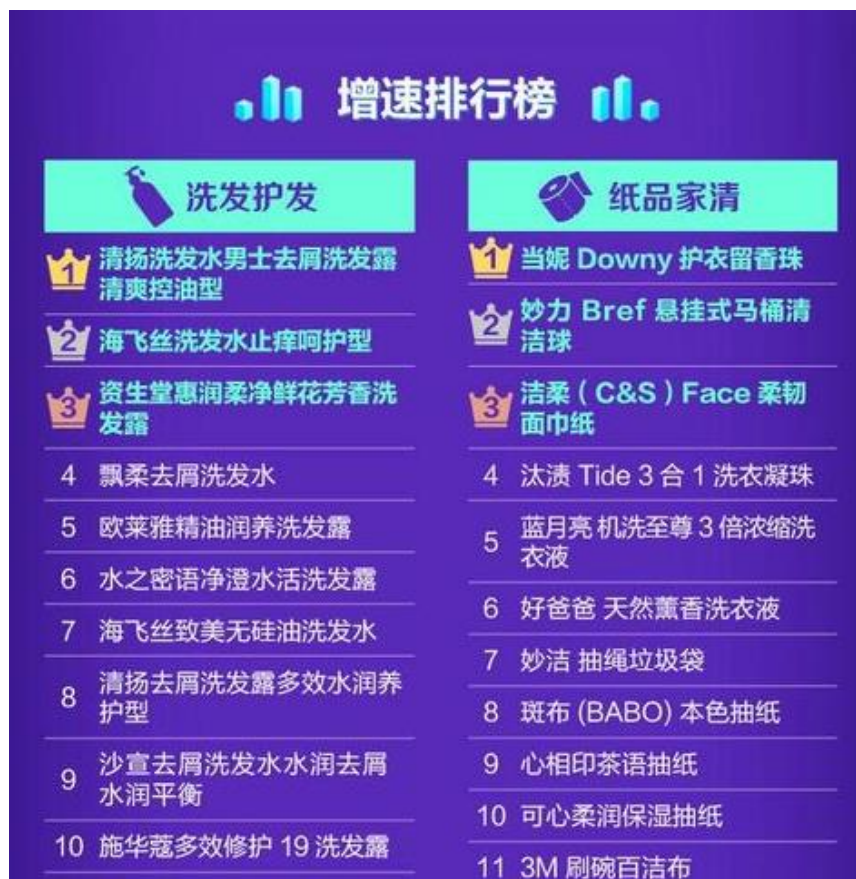 增速排行榜
洗发护发
1 清扬洗发水男士去屑洗发露
清爽控油型
2 海飞丝洗发水止痒呵护型
3 资生堂惠润柔净鲜花芳香洗
发露
4 飘柔去屑洗发水
5 欧莱雅精油润养洗发露
6 水之密语净澄水活洗发露
7 海飞丝致美无硅油洗发水
8 清扬去屑洗发露多效水润养
护型
9 沙宣去屑洗发水水润去屑
水润平衡
10 施华蔻多效修护 19 洗发露
纸品家清
1 当妮 Downy 护衣留香珠
2 妙力 Bref 悬挂式马桶清
洁球
3 洁柔（C&S）Face 柔韧
面巾纸
4 汰渍 Tide 3 合 1 洗衣凝珠
5 蓝月亮 机洗至尊 3 倍浓缩洗
衣液
6 好爸爸 天然薰香洗衣液
7 妙洁 抽绳垃圾袋
8 斑布 (BABO) 本色抽纸
9 心相印茶语抽纸
10 可心柔润保湿抽纸
11 3M 刷碗百洁布